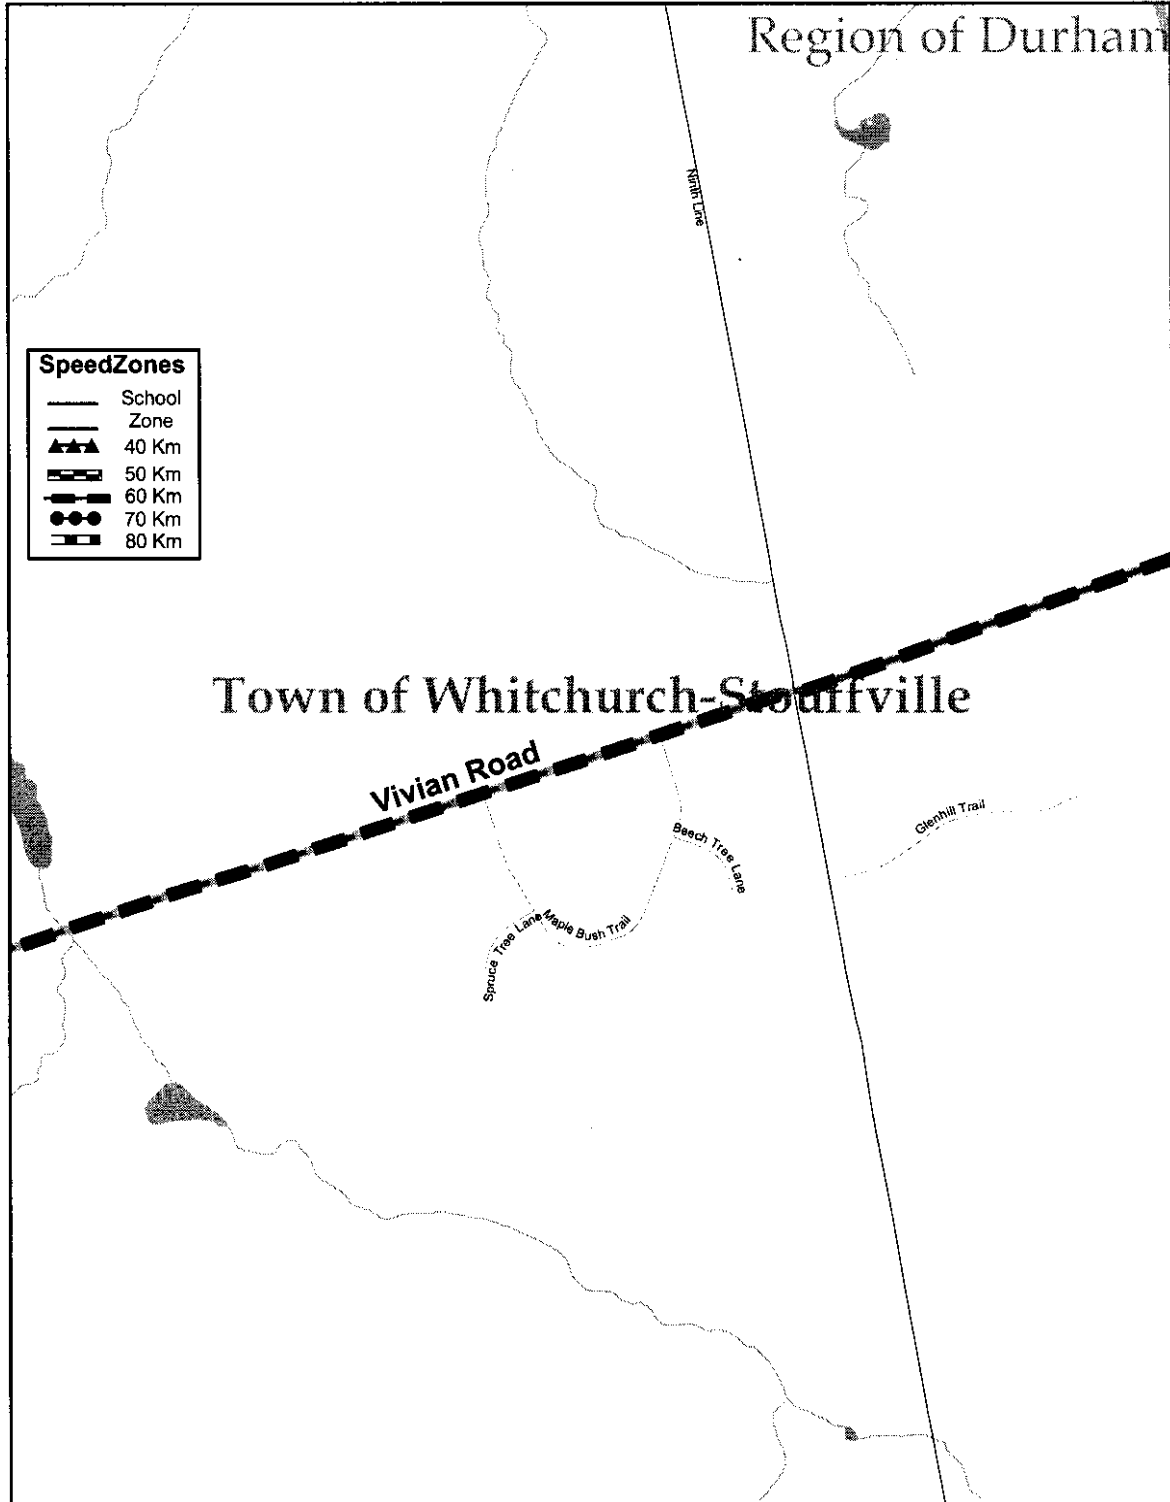 Region of Durham
Ninth Line
SpeedZones
School
Zone
40 Km
50 Km
60 Km
70 Km
80 Km
Town of Whitchurch-Stouffville
Vivian Road
Glenhill Trail
Beech Tree Lane
Maple Bush Trail
Spruce Tree Lane